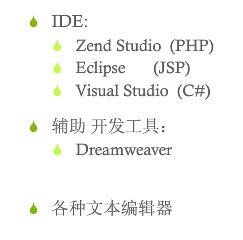 IDE:
Zend Studio (PHP)
Eclipse (JSP)
Visual Studio (C#)
辅助 开发工具：
Dreamweaver
各种文本编辑器